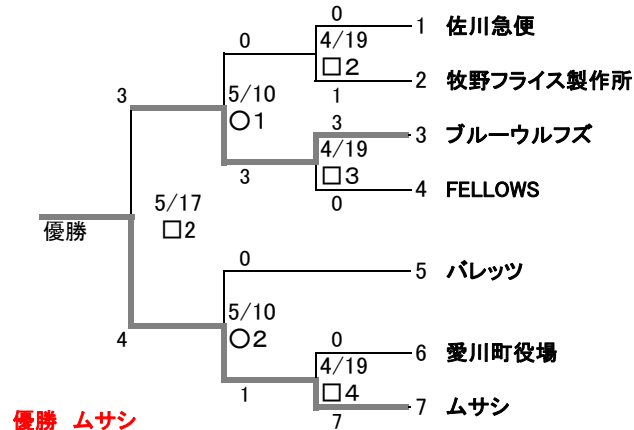 0
1 佐川急便
4/19
□2
0
2 牧野フライス製作所
1
3
5/10
○1
3
3 ブルーウルフズ
4/19
□3
3
4 FELLOWS
0
5/17
□2
優勝
0
5 バレッツ
5/10
○2
4
0
6 愛川町役場
4/19
□4
1
7 ムサシ
7
優勝 ムサシ